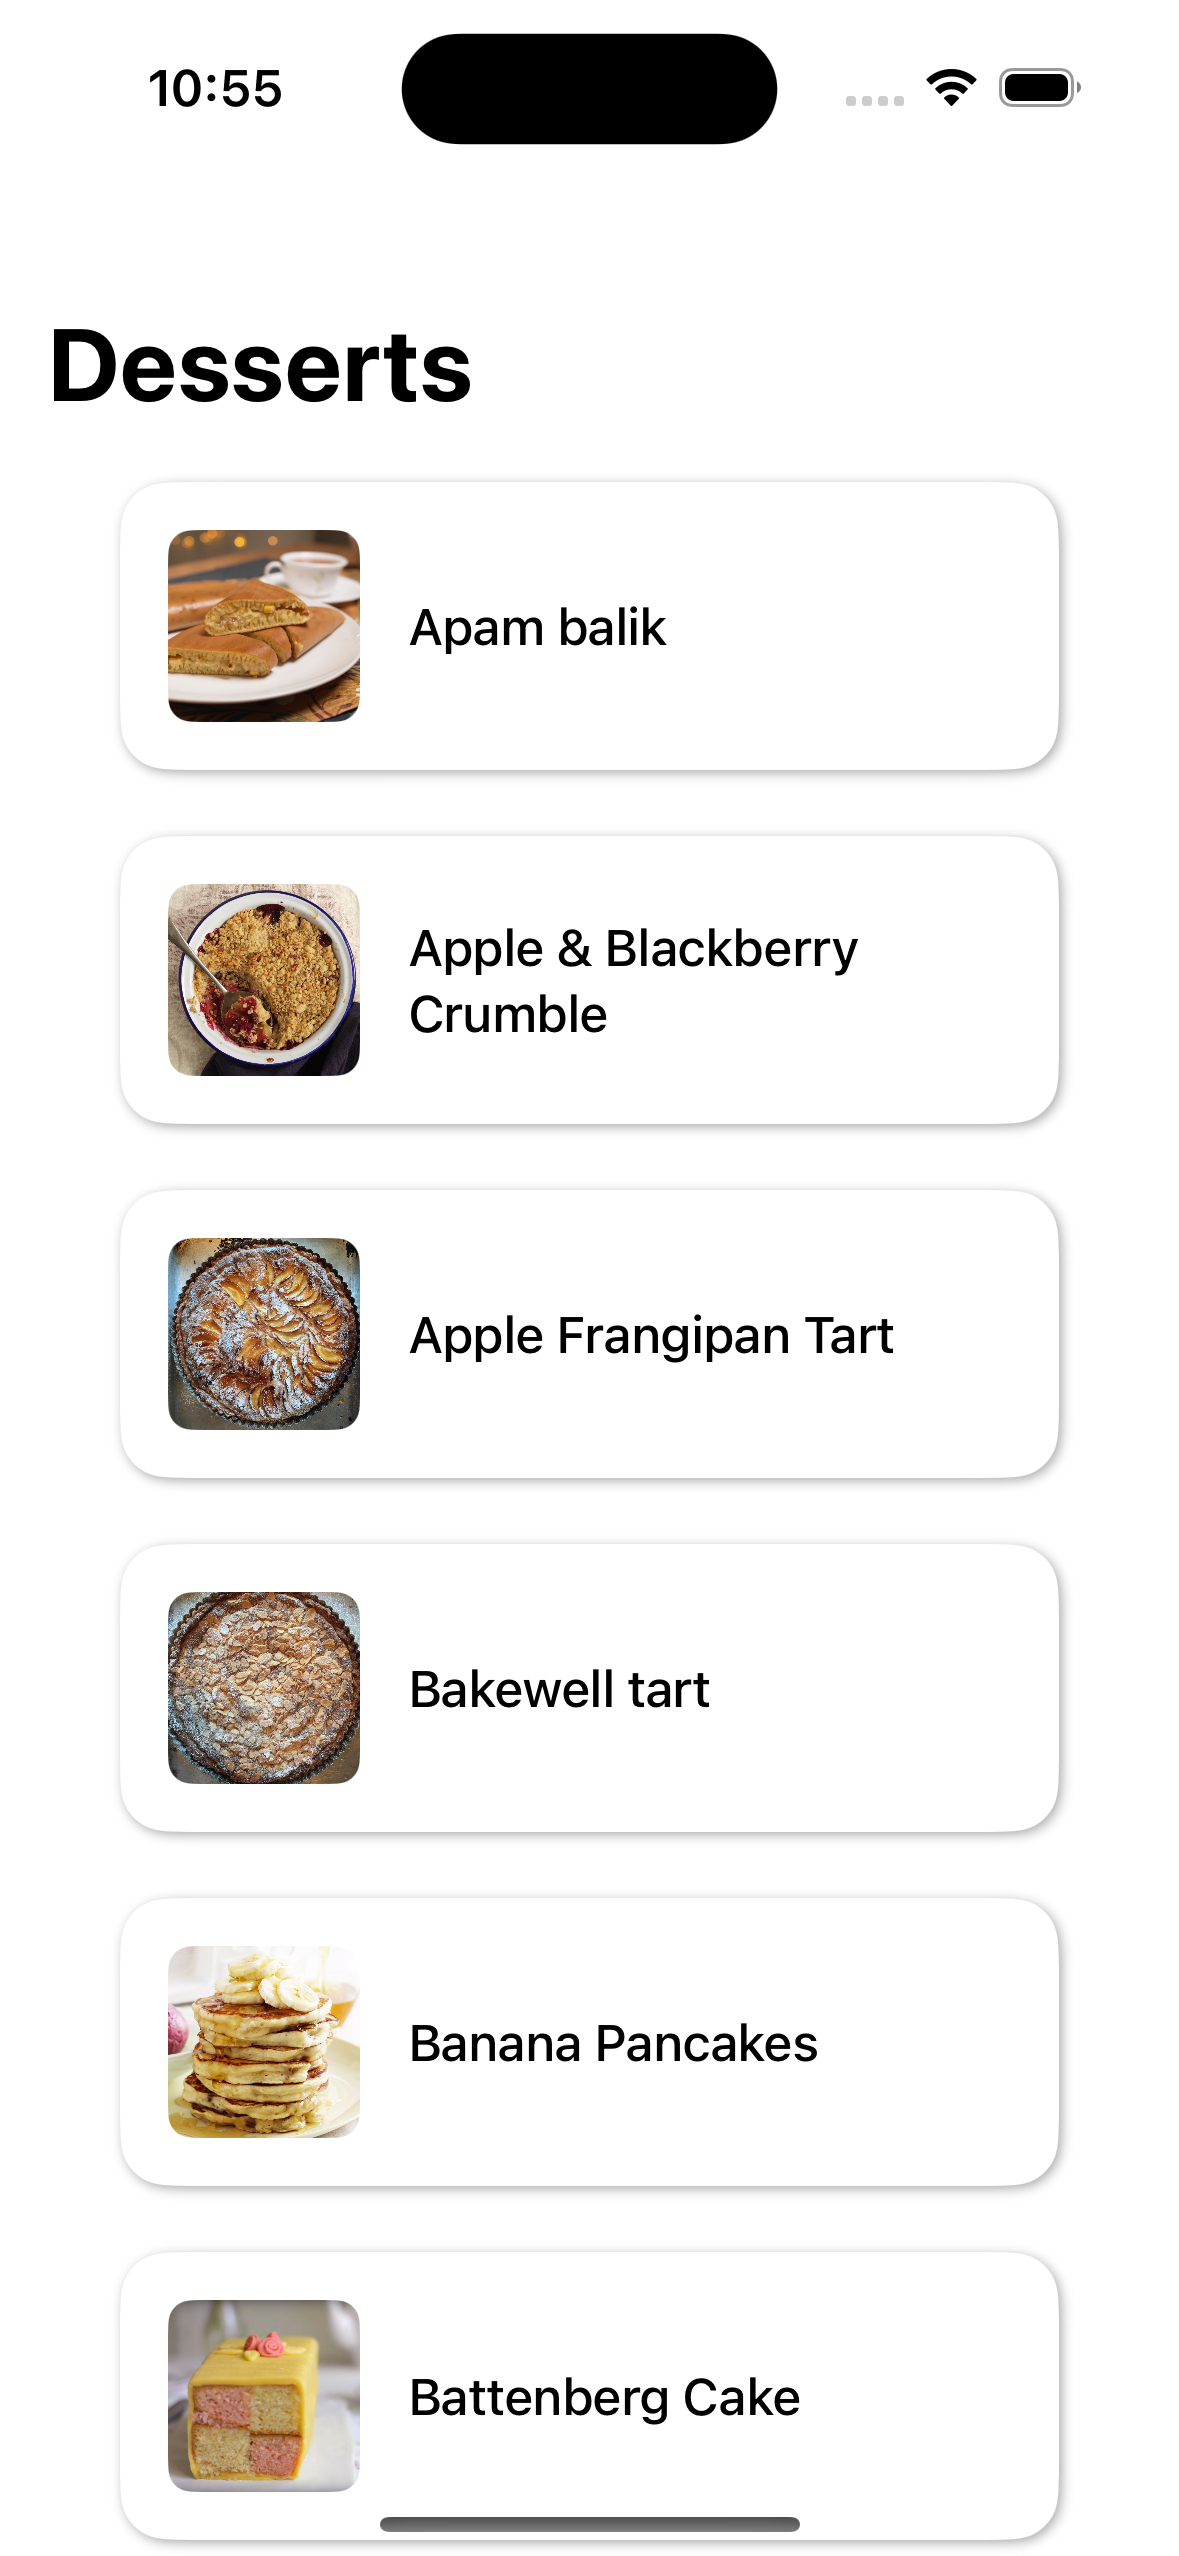 10:55
Desserts
Apam balik
Apple & Blackberry
Crumble
Apple Frangipan Tart
Bakewell tart
Banana Pancakes
Battenberg Cake